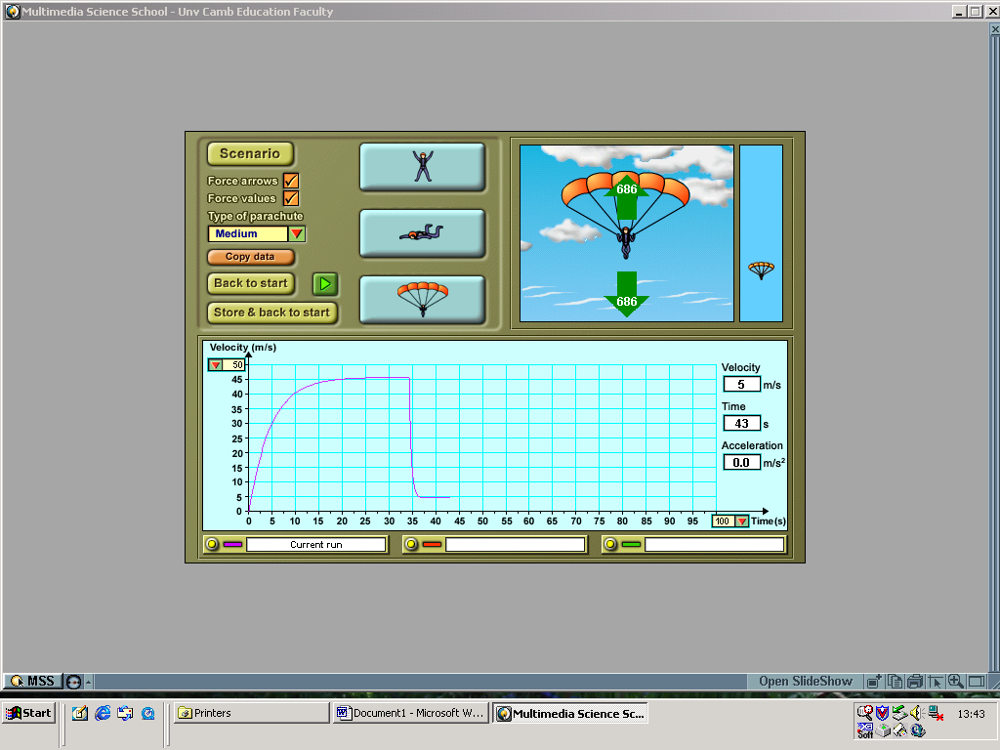 Multimedia Science School - Unv Camb Education Faculty
Scenario
Force arrows
Force values
Type of parachute
Medium
Copy data
Back to start
Store & back to start
686
686
Velocity (m/s)
50
45
40
35
30
25
20
15
10
5
0
0 5 10 15 20 25 30 35 40 45 50 55 60 65 70 75 80 85 90 95 100 Time(s)
Velocity
5 m/s
Time
43 s
Acceleration
0.0 m/s²
Current run
MSS
Open SlideShow
Start
Printers
Document1 - Microsoft W...
Multimedia Science Sc...
soft
13:43